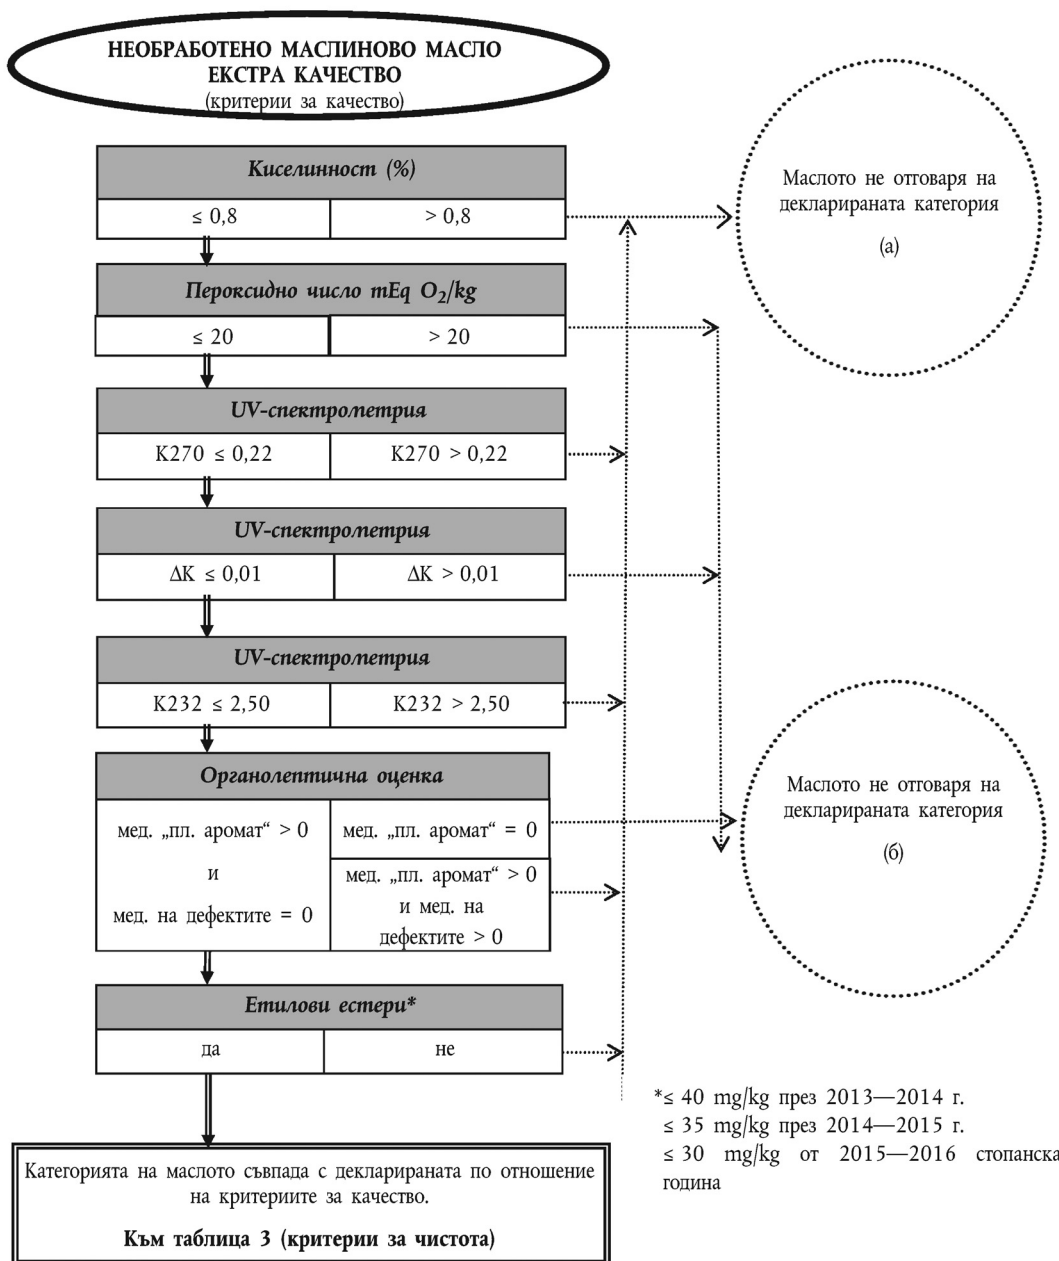 НЕОБРАБОТЕНО МАСЛИНОВО МАСЛО
ЕКСТРА КАЧЕСТВО
(критерии за качество)
Киселинност (%)
≤ 0,8
> 0,8
Маслото не отговаря на
декларираната категория
(а)
Пероксидно число mEq O₂/kg
≤ 20
> 20
UV-спектрометрия
K270 ≤ 0,22
K270 > 0,22
UV-спектрометрия
ΔK ≤ 0,01
ΔK > 0,01
UV-спектрометрия
K232 ≤ 2,50
K232 > 2,50
Органолептична оценка
мед. „пл. аромат“ > 0
и
мед. на дефектите = 0
мед. „пл. аромат“ = 0
мед. „пл. аромат“ > 0
и мед. на
дефектите > 0
Маслото не отговаря на
декларираната категория
(б)
Етилови естери*
да
не
*≤ 40 mg/kg през 2013—2014 г.
≤ 35 mg/kg през 2014—2015 г.
≤ 30 mg/kg от 2015—2016 стопанска
година
Категорията на маслото съвпада с декларираната по отношение
на критериите за качество.
Към таблица 3 (критерии за чистота)